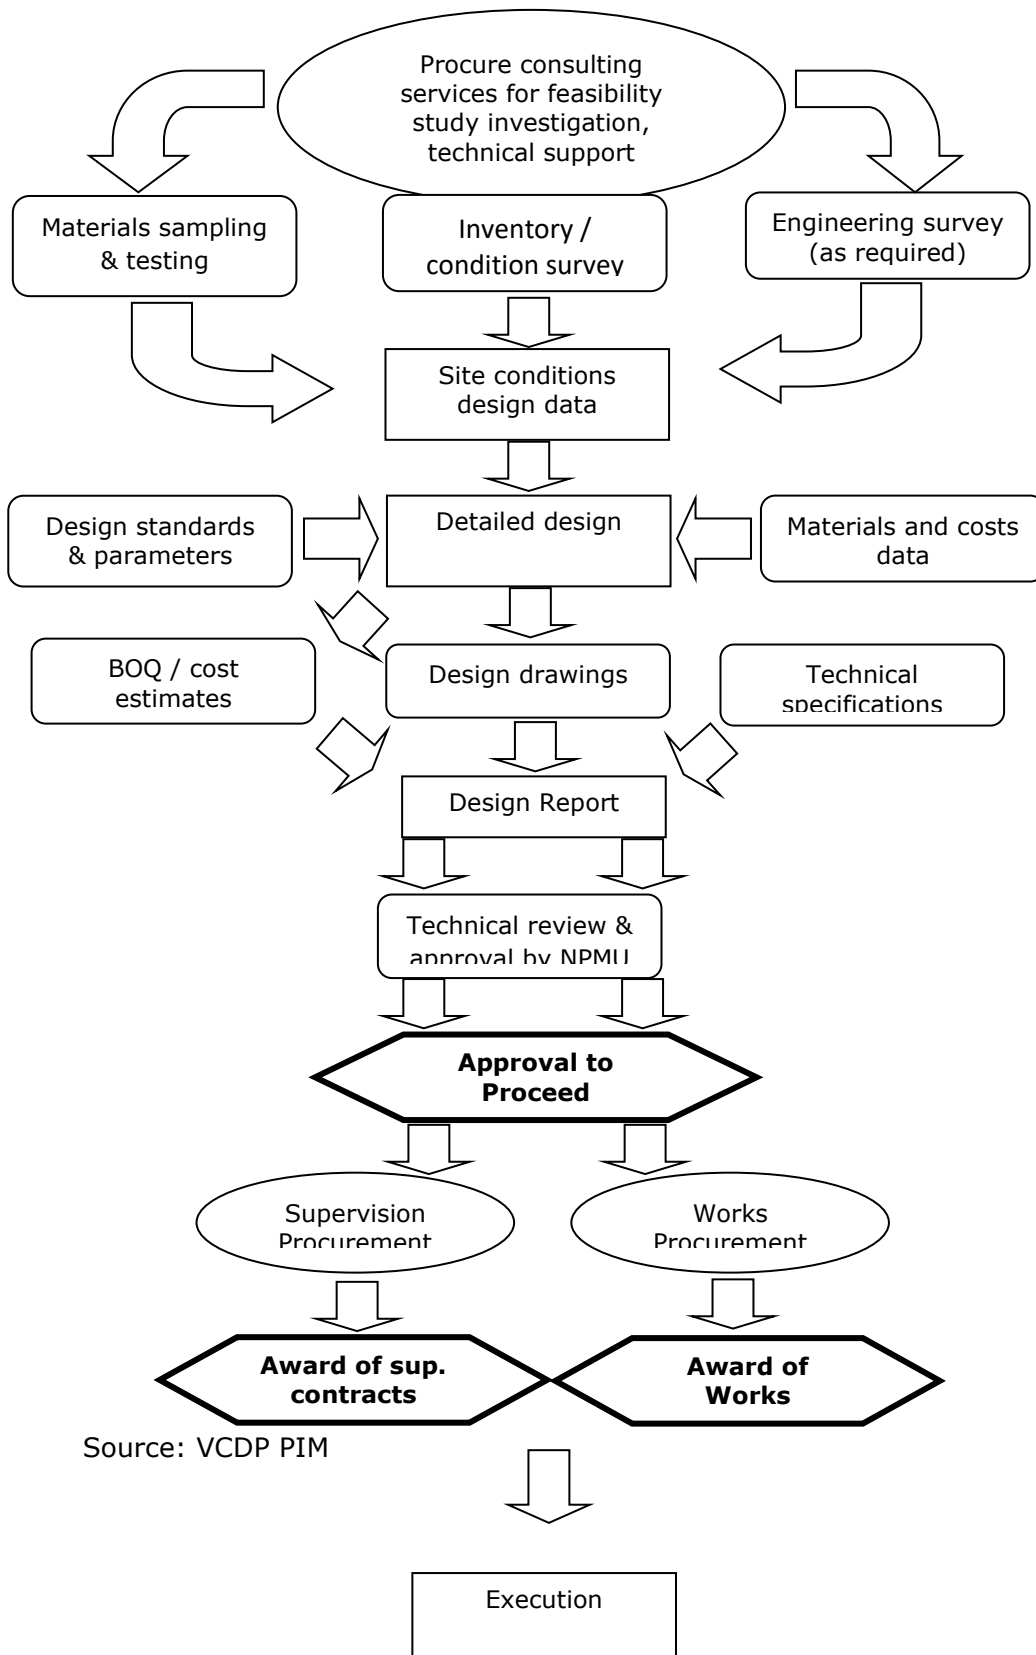 Procure consulting
services for feasibility
study investigation,
technical support
Materials sampling
& testing
Inventory /
condition survey
Engineering survey
(as required)
Site conditions
design data
Design standards
& parameters
Detailed design
Materials and costs
data
BOQ / cost
estimates
Design drawings
Technical
specifications
Design Report
Technical review &
approval by NPMU
Approval to
Proceed
Supervision
Procurement
Works
Procurement
Award of sup.
contracts
Award of
Works
Source: VCDP PIM
Execution